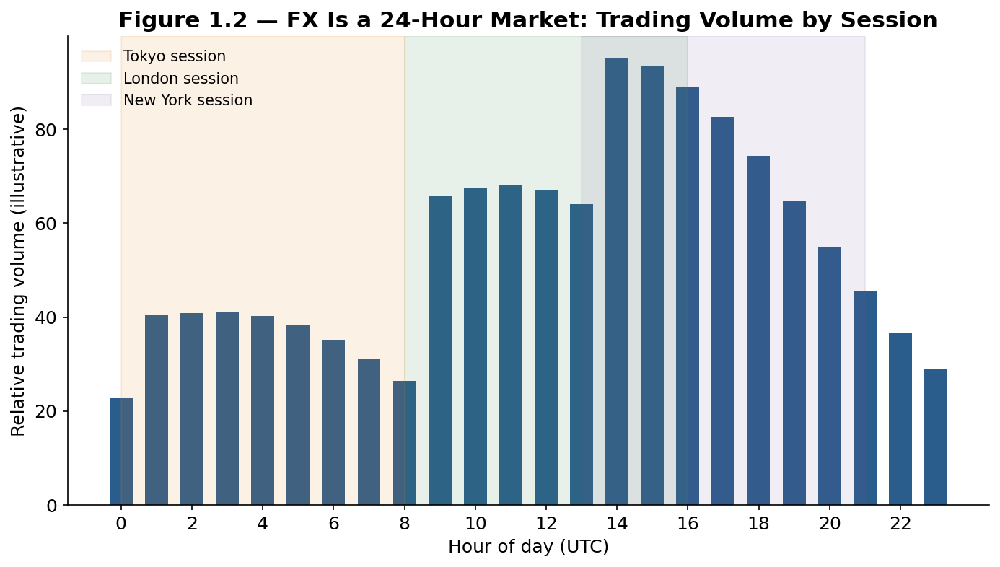 Figure 1.2 — FX Is a 24-Hour Market: Trading Volume by Session
Tokyo session
London session
New York session
Relative trading volume (illustrative)
80
60
40
20
0
0 2 4 6 8 10 12 14 16 18 20 22
Hour of day (UTC)